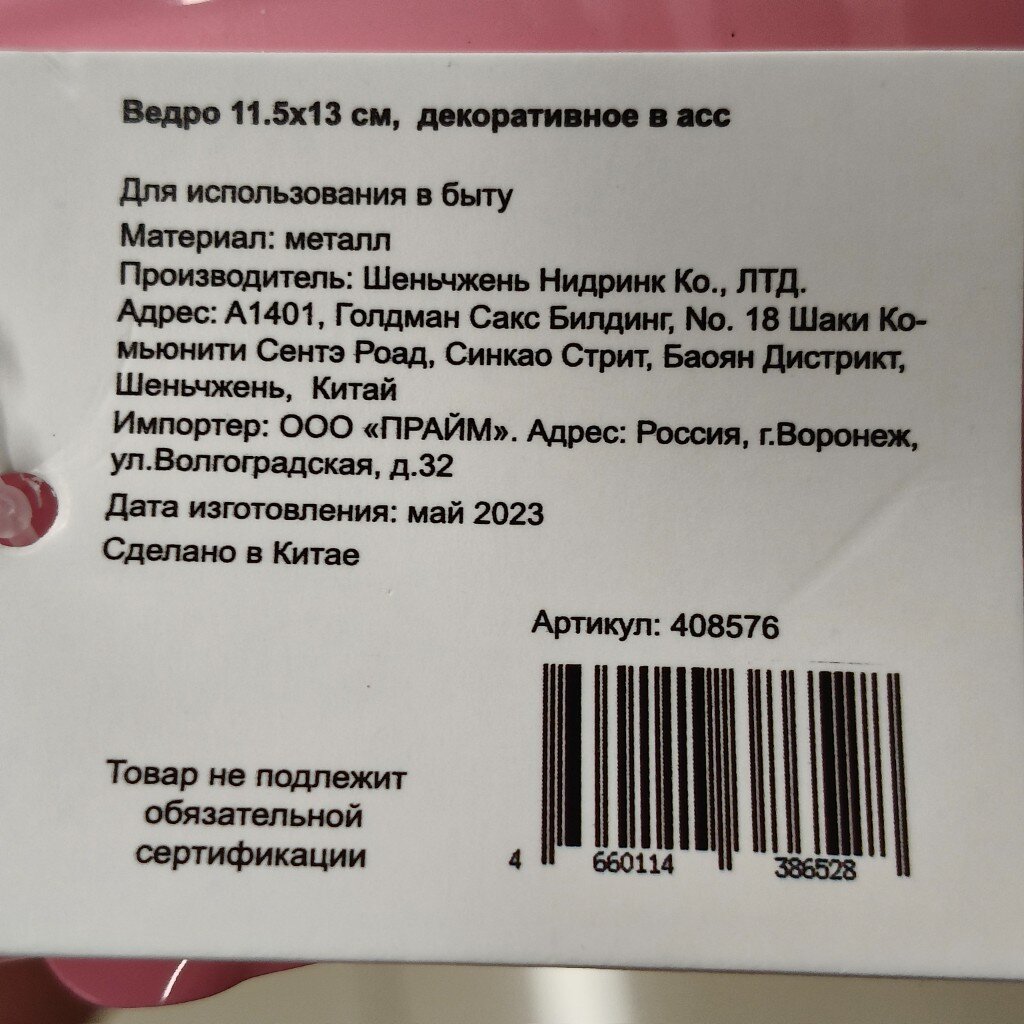 Ведро 11.5х13 см, декоративное в асс
Для использования в быту
Материал: металл
Производитель: Шеньчжень Нидринк Ко., ЛТД.
Адрес: А1401, Голдман Сакс Билдинг, No. 18 Шаки Ко-
мьюнити Сентэ Роад, Синкао Стрит, Баоян Дистрикт,
Шеньчжень, Китай
Импортер: ООО «ПРАЙМ». Адрес: Россия, г.Воронеж,
ул.Волгоградская, д.32
Дата изготовления: май 2023
Сделано в Китае
Артикул: 408576
Товар не подлежит
обязательной
сертификации
4 660114 386528